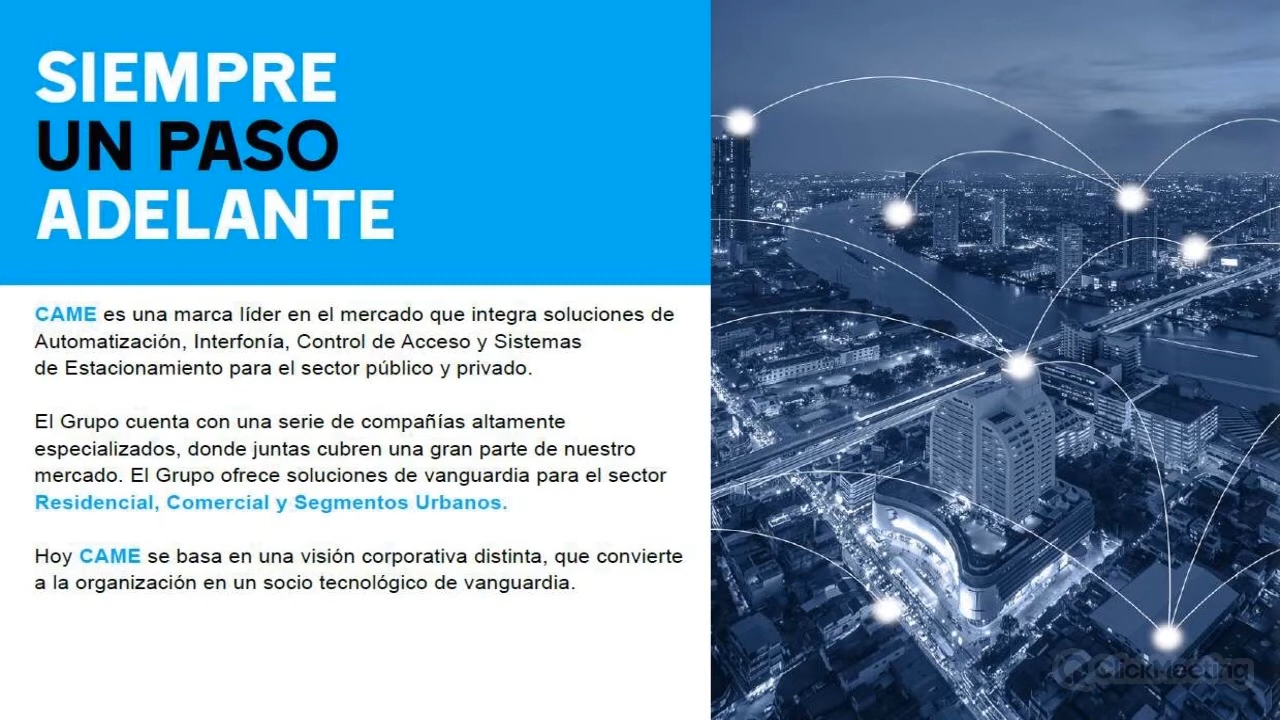 SIEMPRE
UN PASO
ADELANTE
CAME es una marca líder en el mercado que integra soluciones de
Automatización, Interfonía, Control de Acceso y Sistemas
de Estacionamiento para el sector público y privado.
El Grupo cuenta con una serie de compañías altamente
especializados, donde juntas cubren una gran parte de nuestro
mercado. El Grupo ofrece soluciones de vanguardia para el sector
Residencial, Comercial y Segmentos Urbanos.
Hoy CAME se basa en una visión corporativa distinta, que convierte
a la organización en un socio tecnológico de vanguardia.
ClickMeeting